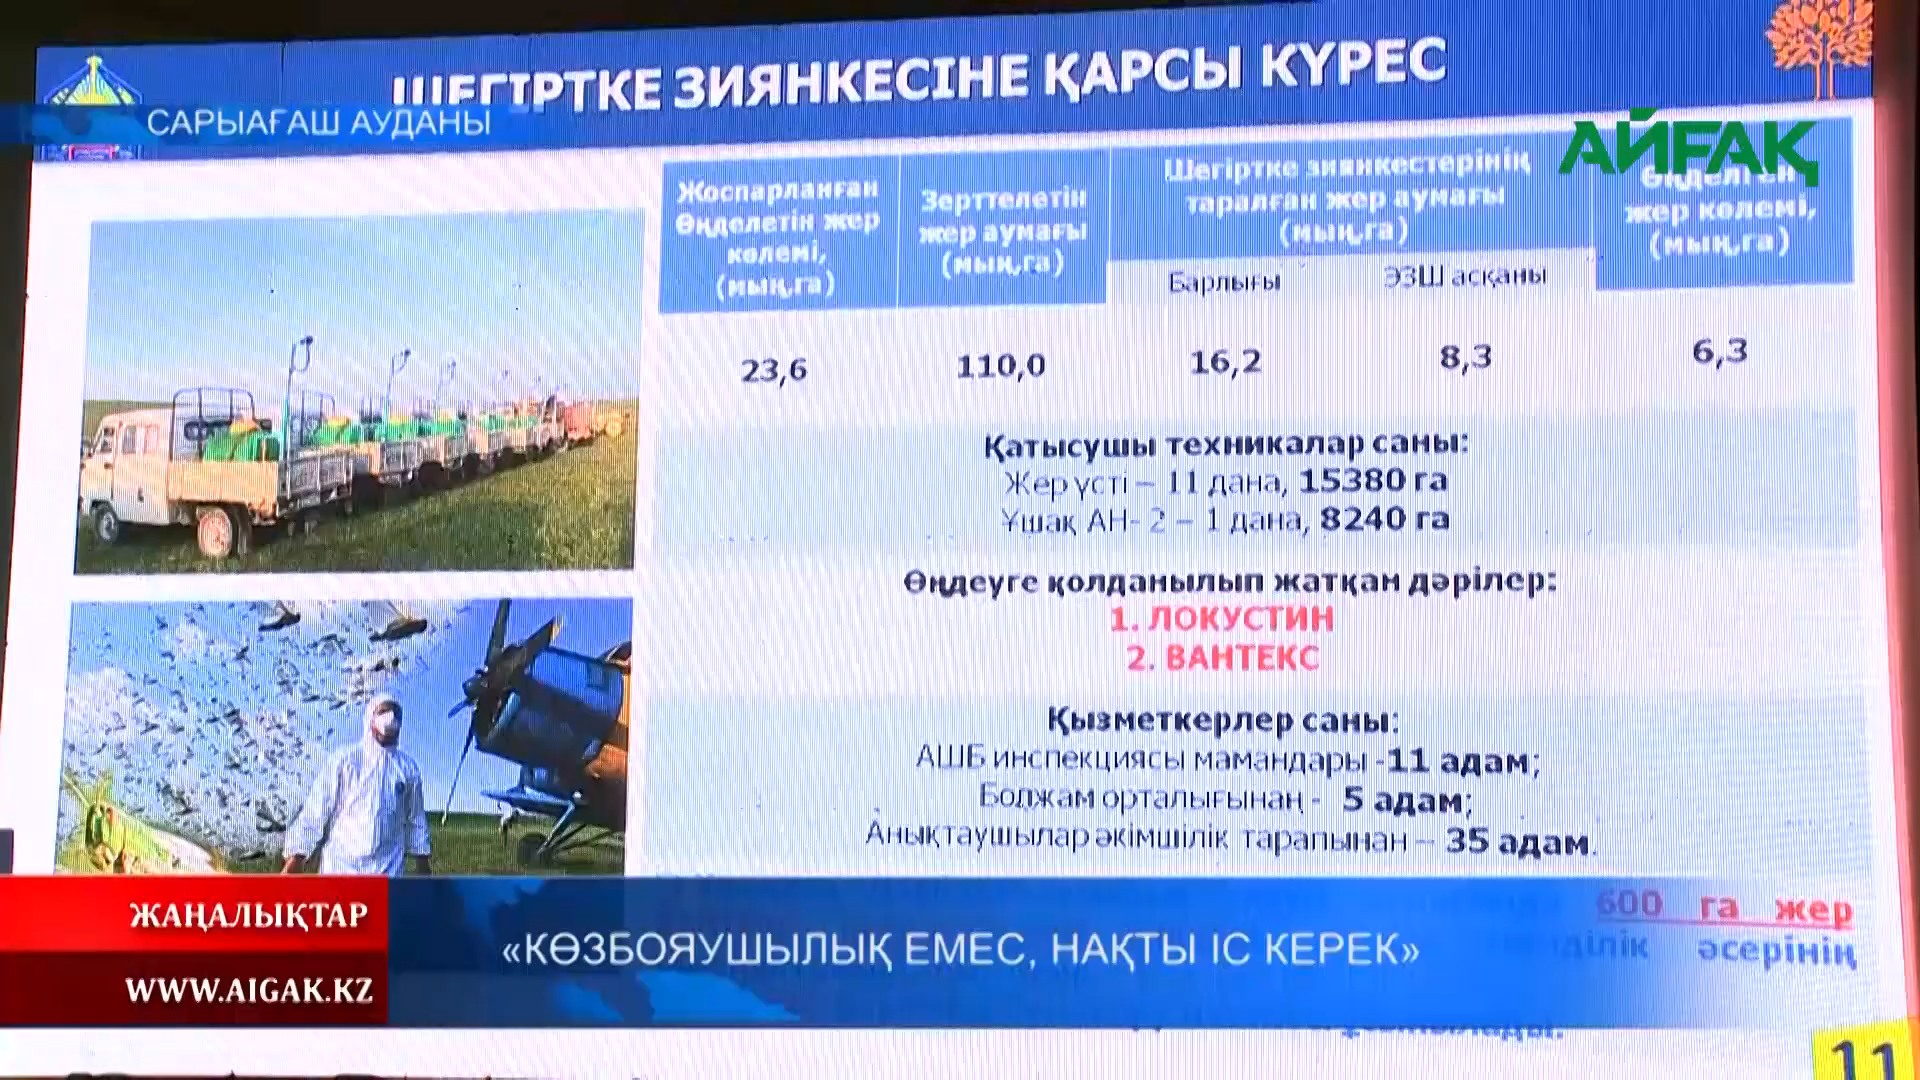 ШЕГІРТКЕ ЗИЯНКЕСІНЕ ҚАРСЫ КҮРЕС
САРЫАҒАШ АУДАНЫ
АЙҒАҚ
Жоспарланған
Өңделетін жер
көлемі,
(мың,га)
Зерттелетін
жер аумағы
(мың,га)
Шегіртке зиянкестерінің
таралған жер аумағы
(мың,га)
Барлығы
ЭЗШ асқаны
Өңделген
жер көлемі,
(мың,га)
23,6
110,0
16,2
8,3
6,3
Қатысушы техникалар саны:
Жер үсті – 11 дана, 15380 га
Ұшақ АН- 2 – 1 дана, 8240 га
Өңдеуге қолданылып жатқан дәрілер:
1. ЛОКУСТИН
2. ВАНТЕКС
Қызметкерлер саны:
АШБ инспекциясы мамандары -11 адам;
Болжам орталығынан - 5 адам;
Анықтаушылар әкімшілік тарапынан – 35 адам.
600 га жер
әсерінің
ЖАҢАЛЫҚТАР
WWW.AIGAK.KZ
«КӨЗБОЯУШЫЛЫҚ ЕМЕС, НАҚТЫ ІС КЕРЕК»
11